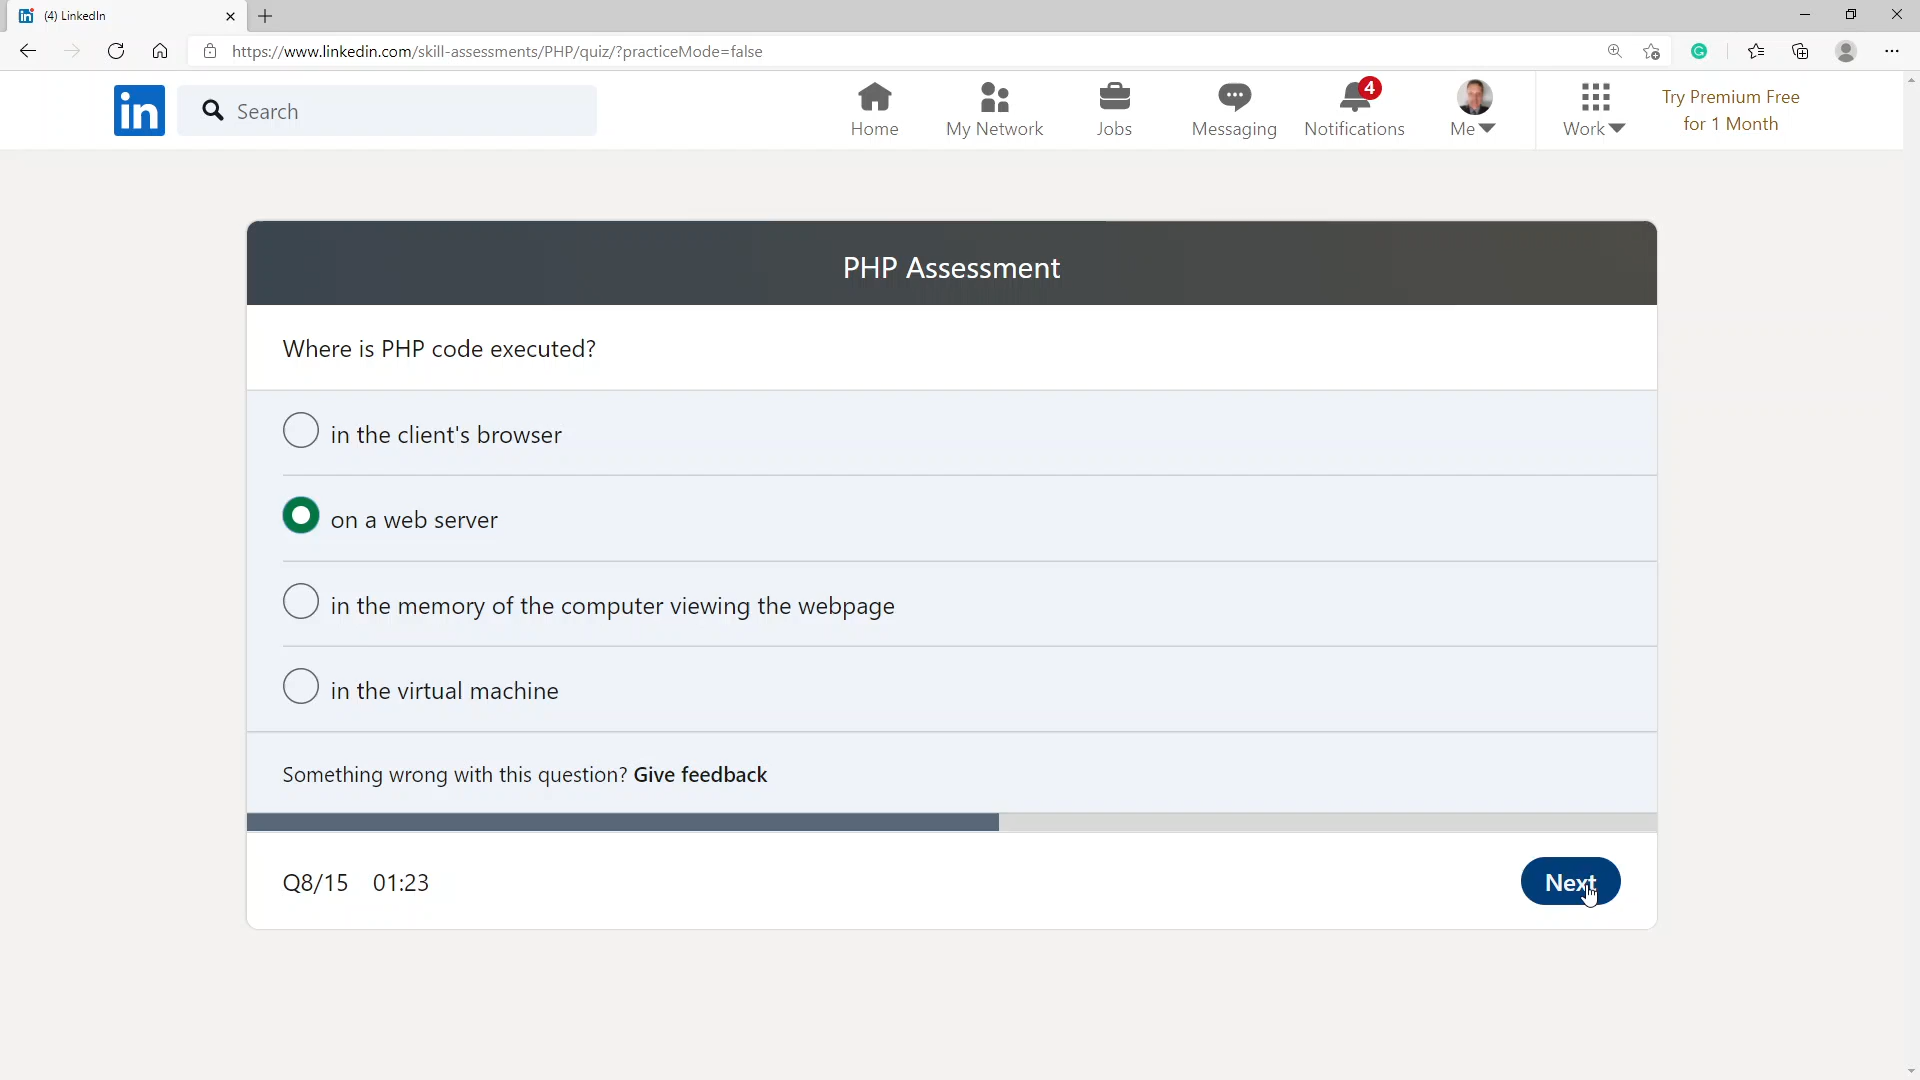 (4) LinkedIn
https://www.linkedin.com/skill-assessments/PHP/quiz/?practiceMode=false
in
Search
Home
My Network
Jobs
Messaging
4
Notifications
Me
Work
Try Premium Free
for 1 Month
PHP Assessment
Where is PHP code executed?
in the client's browser
on a web server
in the memory of the computer viewing the webpage
in the virtual machine
Something wrong with this question? Give feedback
Q8/15 01:23
Next